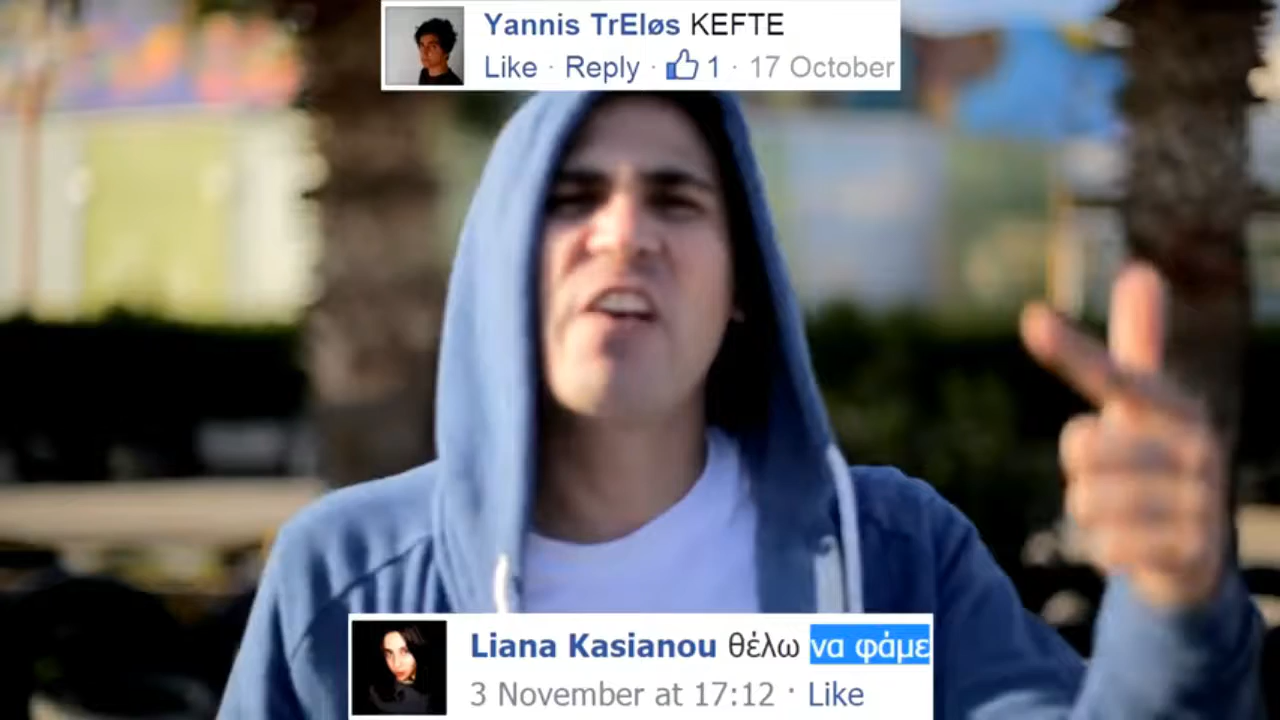 Yannis TrEløs KEFTE
Like · Reply · 1 · 17 October
Liana Kasianou θέλω να φάμε
3 November at 17:12 · Like